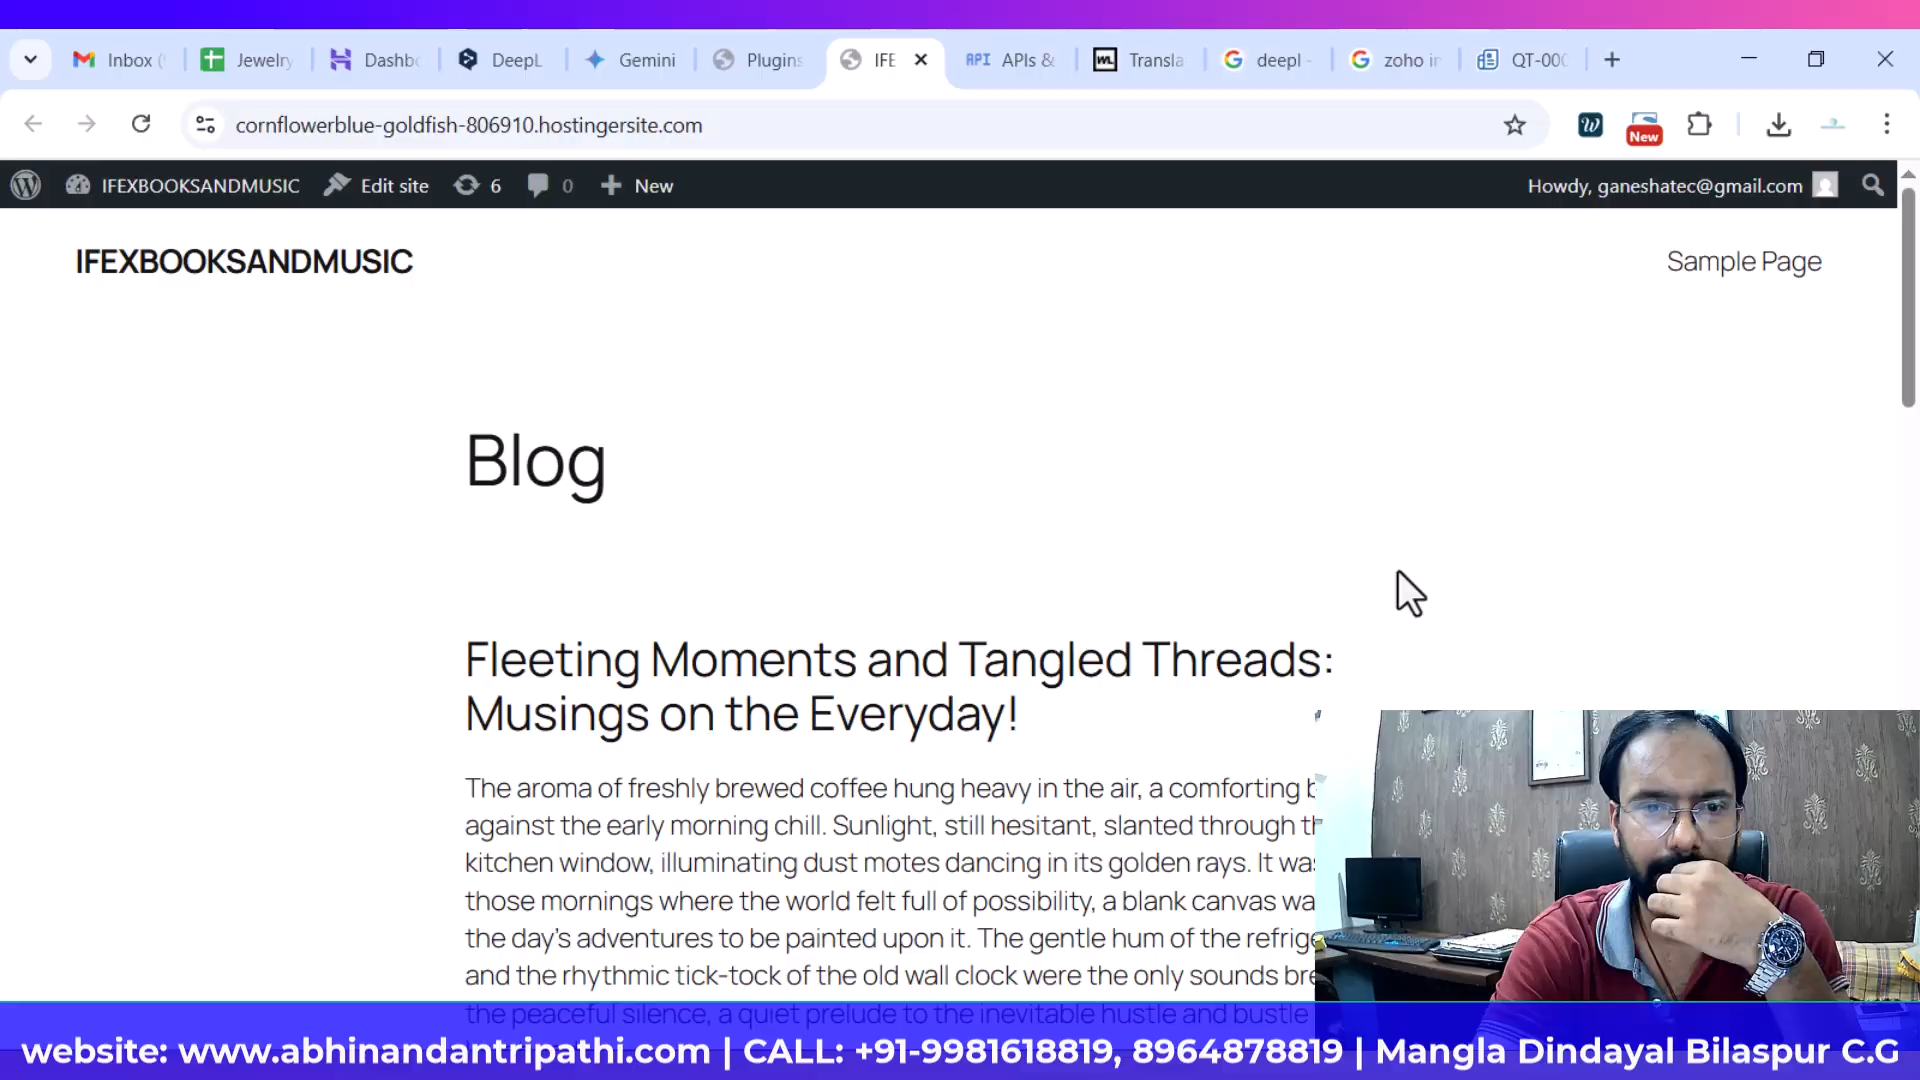 Inbox (
Jewelry
Dashbo
DeepL
Gemini
Plugins
IFE
API APIs &
WL Transla
deepl -
zoho in
QT-000
cornflowerblue-goldfish-806910.hostingersite.com
New
IFEXBOOKSANDMUSIC
Edit site
6
0
New
Howdy, ganeshatec@gmail.com
IFEXBOOKSANDMUSIC
Sample Page
Blog
Fleeting Moments and Tangled Threads:
Musings on the Everyday!
The aroma of freshly brewed coffee hung heavy in the air, a comforting
against the early morning chill. Sunlight, still hesitant, slanted through
kitchen window, illuminating dust motes dancing in its golden rays. It
those mornings where the world felt full of possibility, a blank canvas
the day's adventures to be painted upon it. The gentle hum of the
and the rhythmic tick-tock of the old wall clock were the only sounds
the peaceful silence, a quiet prelude to the inevitable hustle and bustle
website: www.abhinandantripathi.com | CALL: +91-9981618819, 8964878819 | Mangla Dindayal Bilaspur C.G